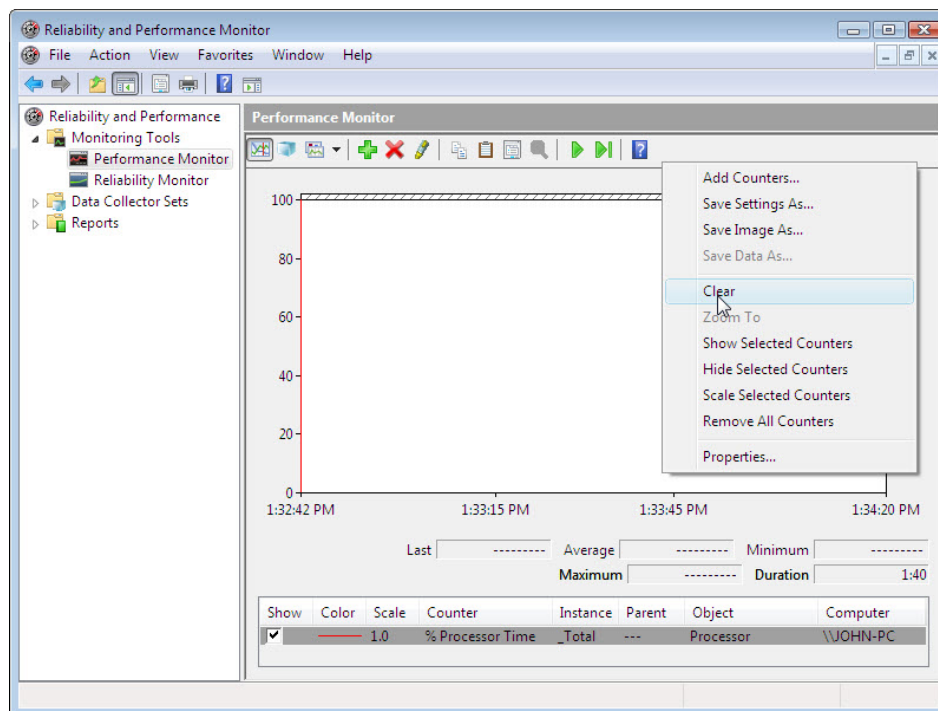 Reliability and Performance Monitor
File Action View Favorites Window Help
Reliability and Performance
Monitoring Tools
Performance Monitor
Reliability Monitor
Data Collector Sets
Reports
Performance Monitor
100
80
60
40
20
0
1:32:42 PM 1:33:15 PM 1:33:45 PM 1:34:20 PM
Add Counters...
Save Settings As...
Save Image As...
Save Data As...
Clear
Zoom To
Show Selected Counters
Hide Selected Counters
Scale Selected Counters
Remove All Counters
Properties...
Last --------- Average --------- Minimum ---------
Maximum --------- Duration 1:40
Show Color Scale Counter Instance Parent Object Computer
1.0 % Processor Time _Total --- Processor \\JOHN-PC